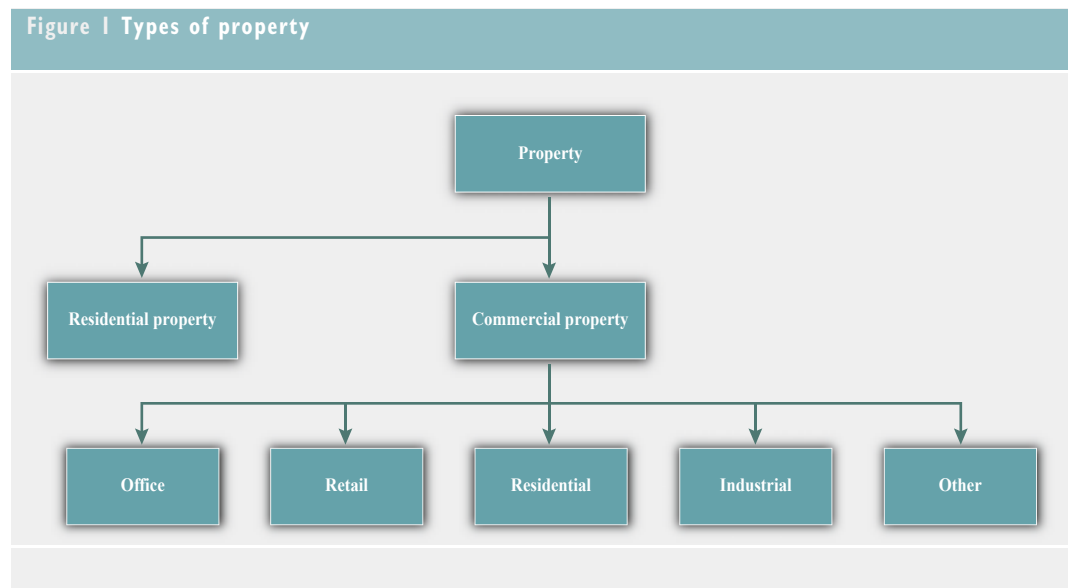 Figure 1 Types of property
Property
Residential property
Commercial property
Office
Retail
Residential
Industrial
Other